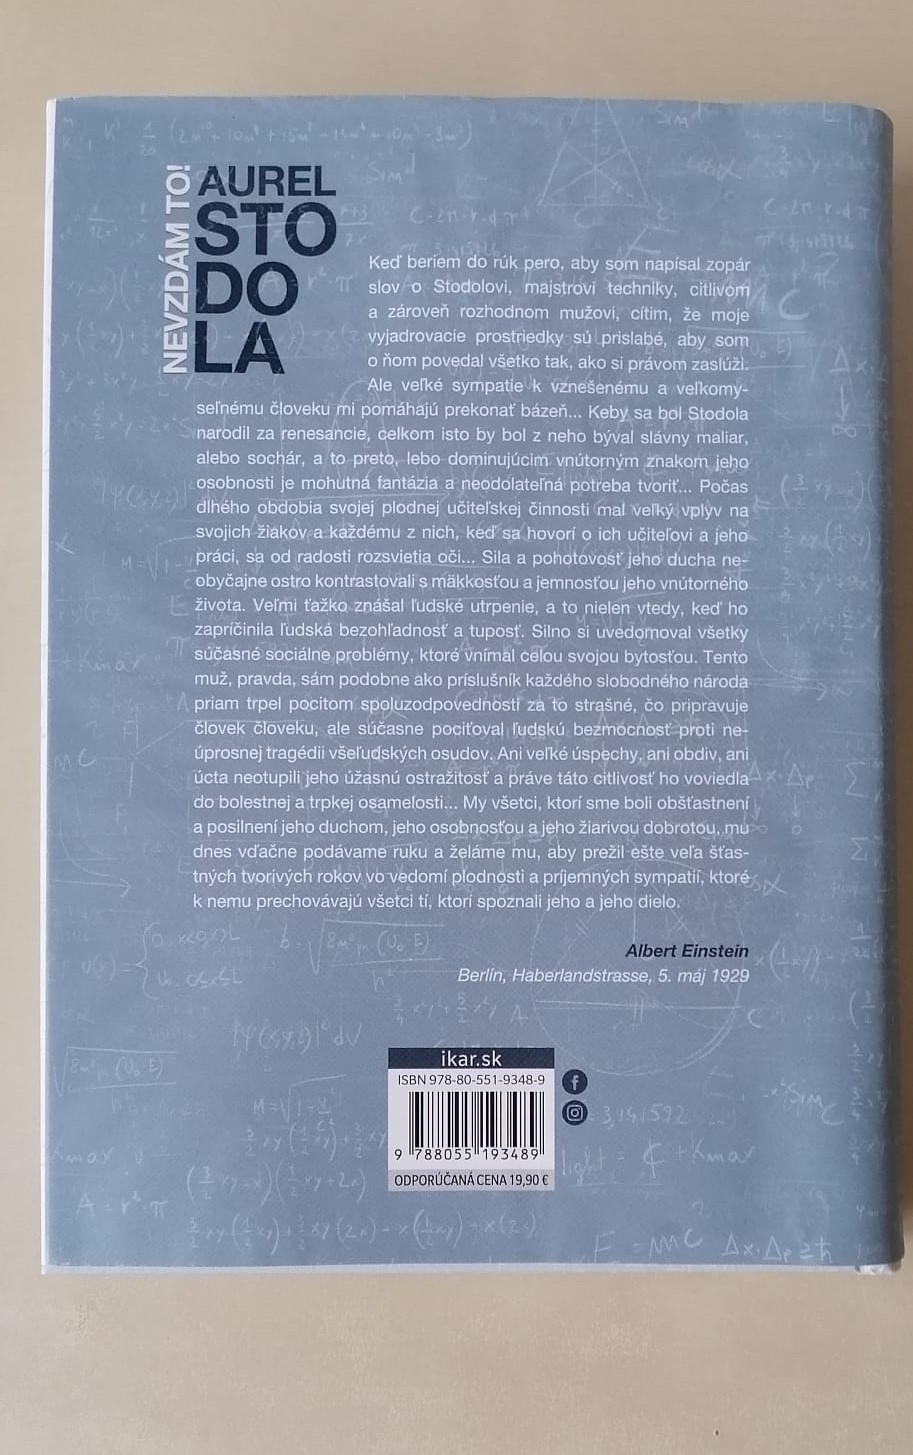 NEVZDÁM TO!
AUREL
STO
DO
LA
Keď beriem do rúk pero, aby som napísal zopár
slov o Stodolovi, majstrovi techniky, citlivom
a zároveň rozhodnom mužovi, cítim, že moje
vyjadrovacie prostriedky sú prislabé, aby som
o ňom povedal všetko tak, ako si právom zaslúži.
Ale veľké sympatie k vznešenému a veľkomy-
seľnému človeku mi pomáhajú prekonať bázeň... Keby sa bol Stodola
narodil za renesancie, celkom isto by bol z neho býval slávny maliar,
alebo sochár, a to preto, lebo dominujúcim vnútorným znakom jeho
osobnosti je mohutná fantázia a neodolateľná potreba tvoriť... Počas
dlhého obdobia svojej plodnej učiteľskej činnosti mal veľký vplyv na
svojich žiakov a každému z nich, keď sa hovorí o ich učiteľovi a jeho
práci, sa od radosti rozsvietia oči... Sila a pohotovosť jeho ducha ne-
obyčajne ostro kontrastovali s mäkkosťou a jemnosťou jeho vnútorného
života. Veľmi ťažko znášal ľudské utrpenie, a to nielen vtedy, keď ho
zapríčinila ľudská bezohľadnosť a tuposť. Silno si uvedomoval všetky
súčasné sociálne problémy, ktoré vnímal celou svojou bytosťou. Tento
muž, pravda, sám podobne ako príslušník každého slobodného národa
priam trpel pocitom spoluzodpovednosti za to strašné, čo pripravuje
človek človeku, ale súčasne pociťoval ľudskú bezmocnosť proti ne-
úprosnej tragédii všeľudských osudov. Ani veľké úspechy, ani obdiv, ani
úcta neotupili jeho úžasnú ostražitosť a práve táto citlivosť ho voviedla
do bolestnej a trpkej osamelosti... My všetci, ktorí sme boli obšťastnení
a posilnení jeho duchom, jeho osobnosťou a jeho žiarivou dobrotou, mu
dnes vďačne podávame ruku a želáme mu, aby prežil ešte veľa šťas-
tných tvorivých rokov vo vedomí plodnosti a príjemných sympatií, ktoré
k nemu prechovávajú všetci tí, ktorí spoznali jeho a jeho dielo.
Albert Einstein
Berlín, Haberlandstrasse, 5. máj 1929
ikar.sk
ISBN 978-80-551-9348-9
9 788055 193489
ODPORÚČANÁ CENA 19,90 €